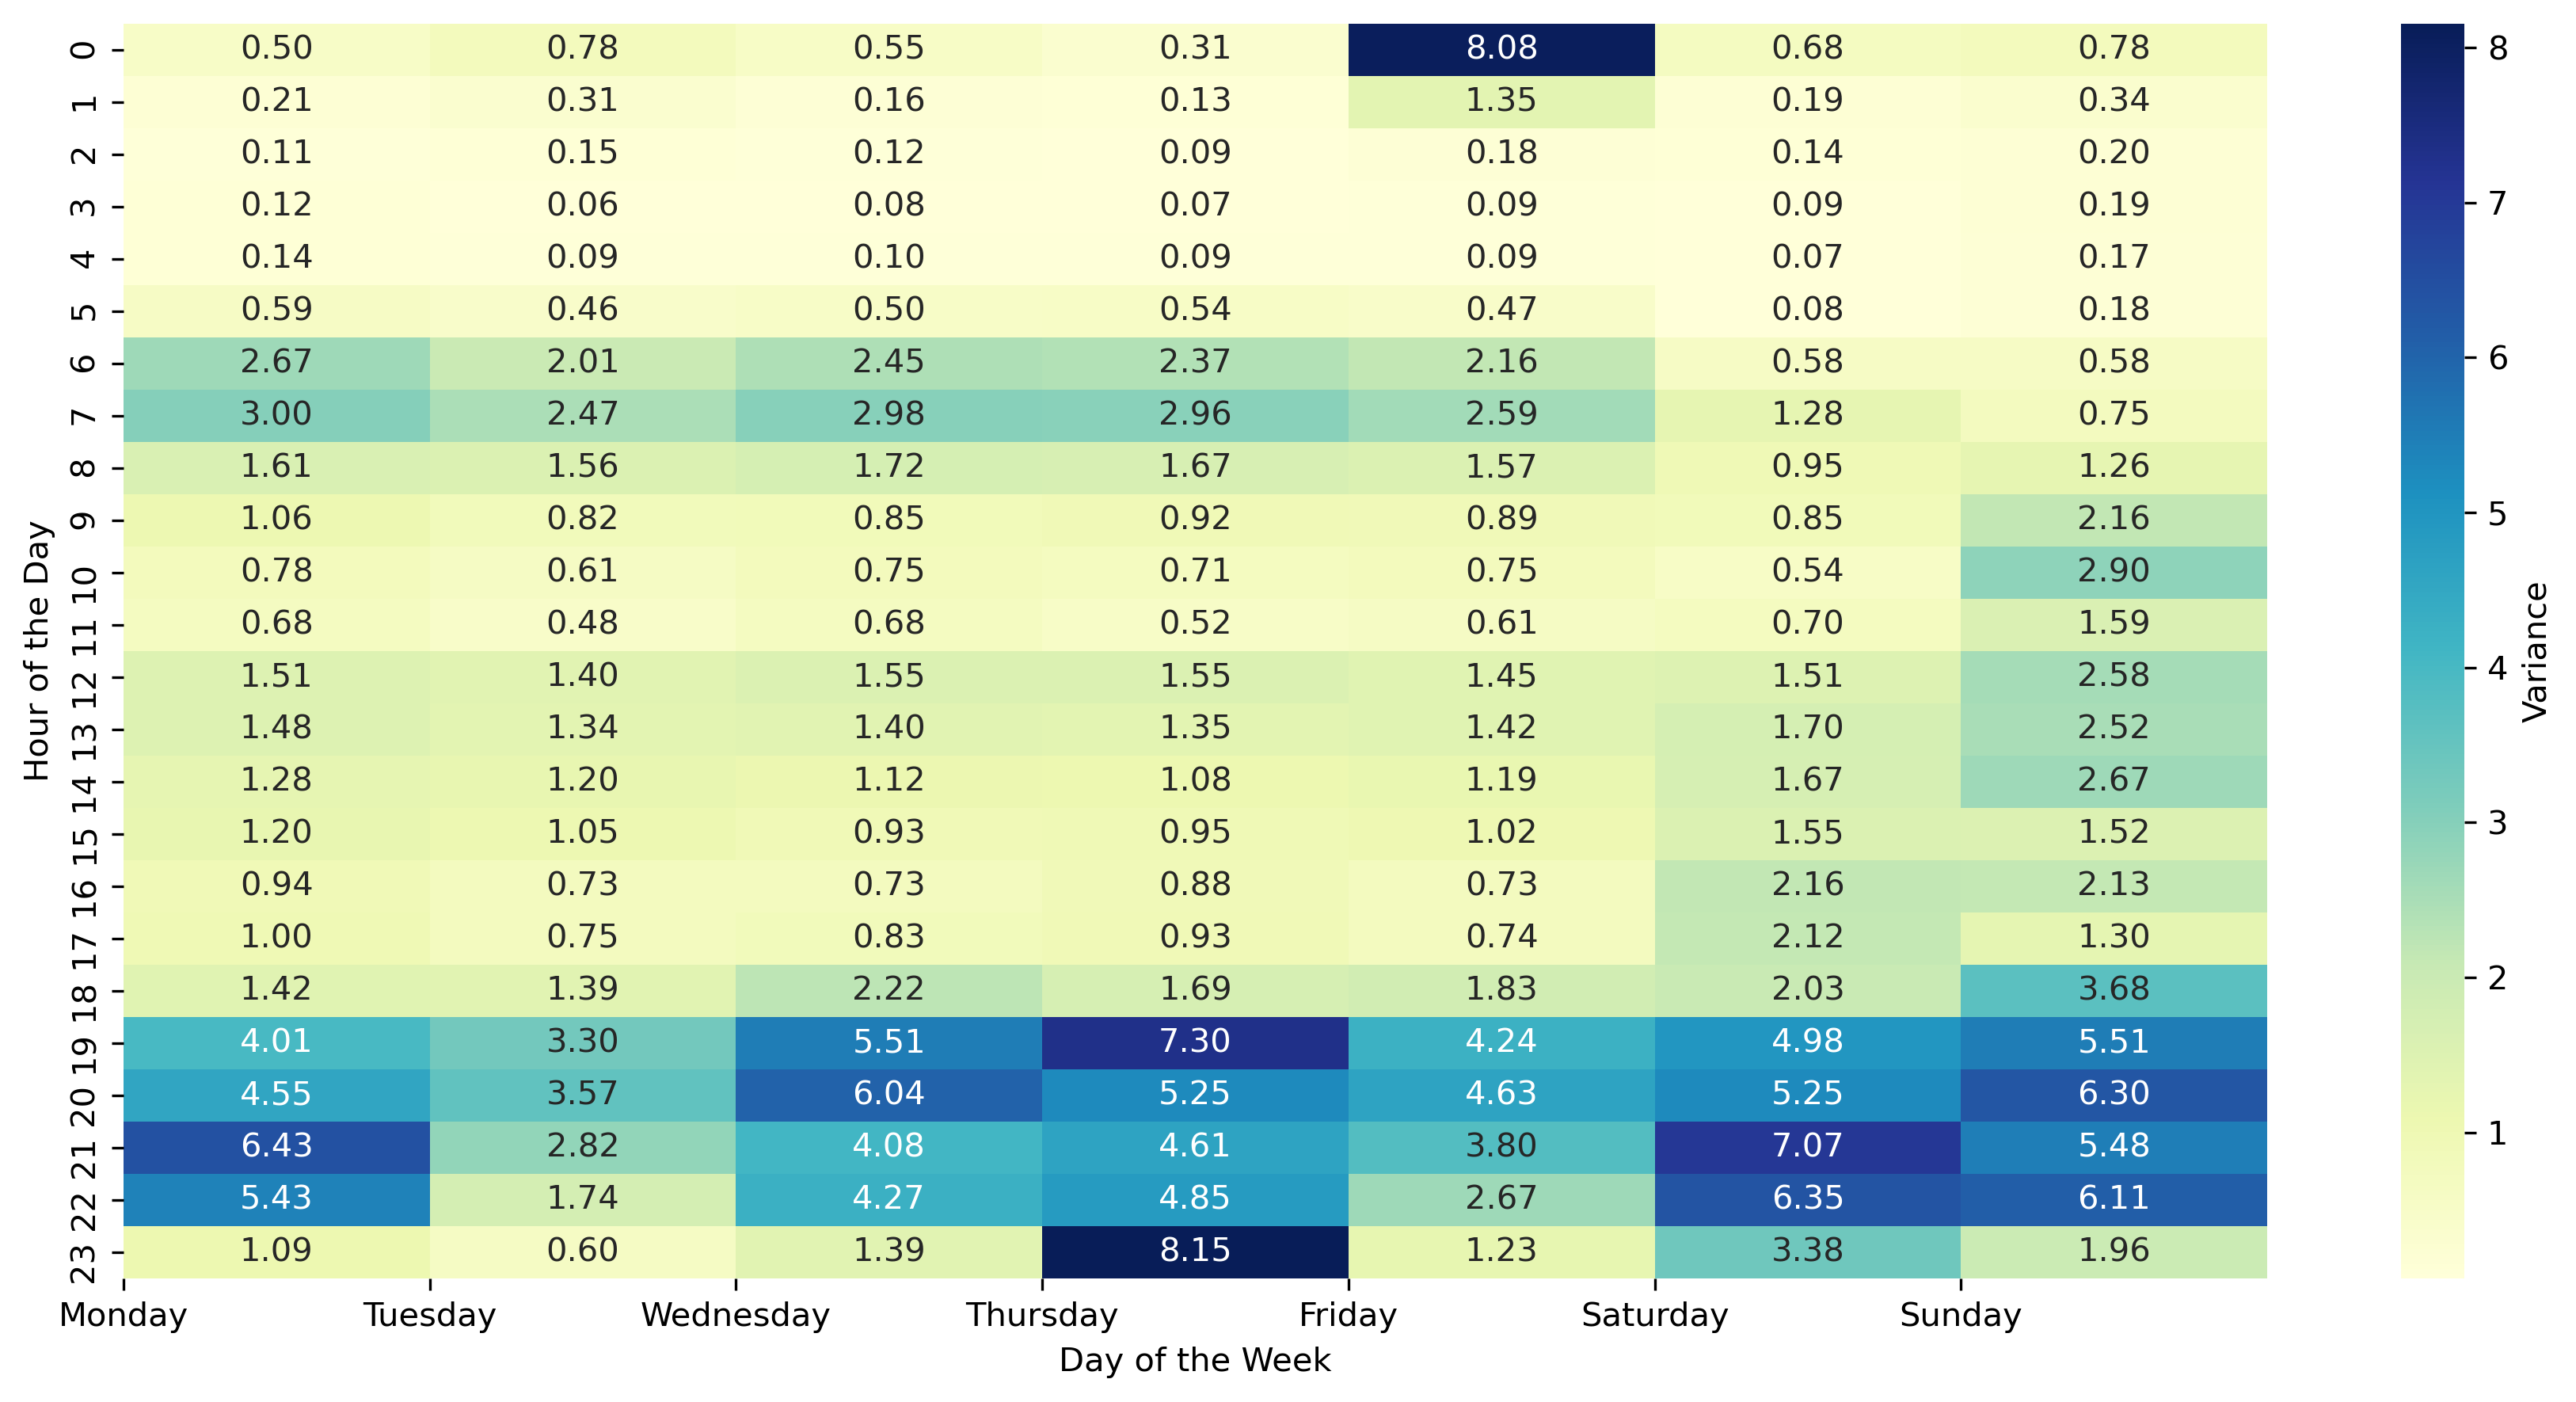 0 0.50 0.78 0.55 0.31 8.08 0.68 0.78
1 0.21 0.31 0.16 0.13 1.35 0.19 0.34
2 0.11 0.15 0.12 0.09 0.18 0.14 0.20
3 0.12 0.06 0.08 0.07 0.09 0.09 0.19
4 0.14 0.09 0.10 0.09 0.09 0.07 0.17
5 0.59 0.46 0.50 0.54 0.47 0.08 0.18
6 2.67 2.01 2.45 2.37 2.16 0.58 0.58
7 3.00 2.47 2.98 2.96 2.59 1.28 0.75
8 1.61 1.56 1.72 1.67 1.57 0.95 1.26
9 1.06 0.82 0.85 0.92 0.89 0.85 2.16
10 0.78 0.61 0.75 0.71 0.75 0.54 2.90
11 0.68 0.48 0.68 0.52 0.61 0.70 1.59
12 1.51 1.40 1.55 1.55 1.45 1.51 2.58
13 1.48 1.34 1.40 1.35 1.42 1.70 2.52
14 1.28 1.20 1.12 1.08 1.19 1.67 2.67
15 1.20 1.05 0.93 0.95 1.02 1.55 1.52
16 0.94 0.73 0.73 0.88 0.73 2.16 2.13
17 1.00 0.75 0.83 0.93 0.74 2.12 1.30
18 1.42 1.39 2.22 1.69 1.83 2.03 3.68
19 4.01 3.30 5.51 7.30 4.24 4.98 5.51
20 4.55 3.57 6.04 5.25 4.63 5.25 6.30
21 6.43 2.82 4.08 4.61 3.80 7.07 5.48
22 5.43 1.74 4.27 4.85 2.67 6.35 6.11
23 1.09 0.60 1.39 8.15 1.23 3.38 1.96
Monday Tuesday Wednesday Thursday Friday Saturday Sunday
Day of the Week
Hour of the Day
8
7
6
5
4
3
2
1
Variance